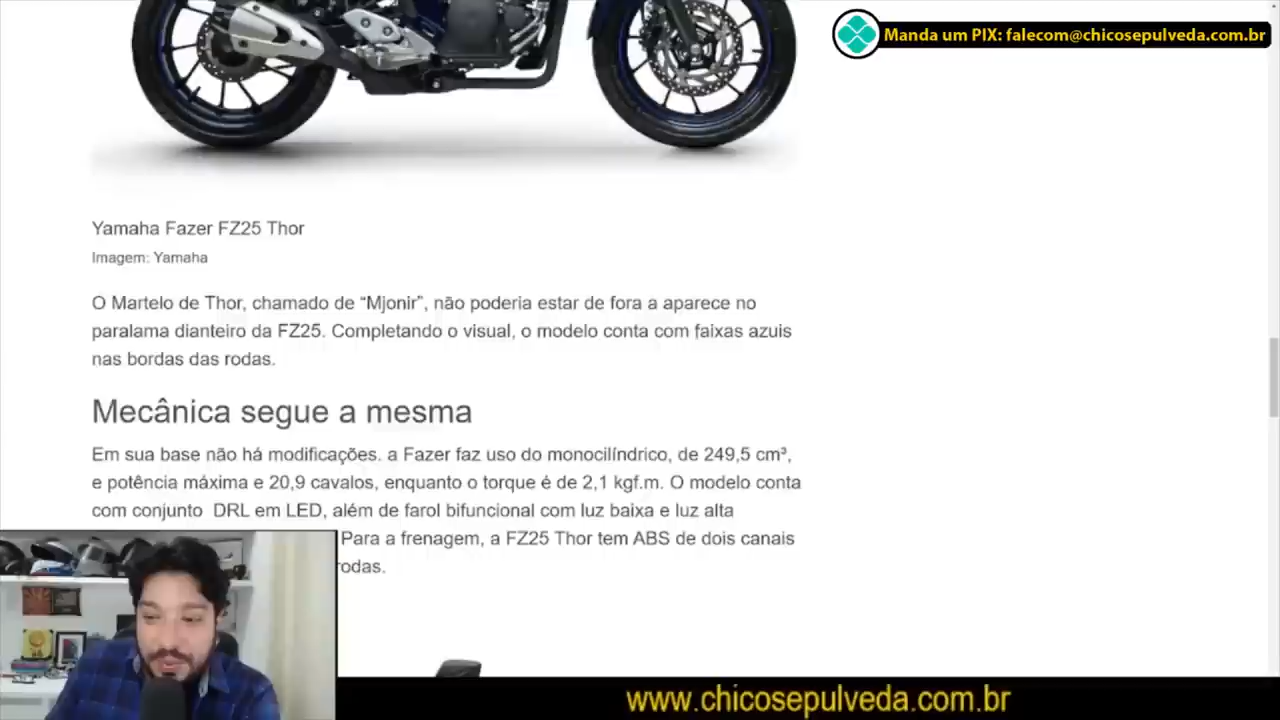 Manda um PIX: falecom@chicosepulveda.com.br
Yamaha Fazer FZ25 Thor
Imagem: Yamaha
O Martelo de Thor, chamado de “Mjonir”, não poderia estar de fora a aparece no
paralama dianteiro da FZ25. Completando o visual, o modelo conta com faixas azuis
nas bordas das rodas.
Mecânica segue a mesma
Em sua base não há modificações. a Fazer faz uso do monocilíndrico, de 249,5 cm³,
e potência máxima e 20,9 cavalos, enquanto o torque é de 2,1 kgf.m. O modelo conta
com conjunto  DRL em LED, além de farol bifuncional com luz baixa e luz alta
Para a frenagem, a FZ25 Thor tem ABS de dois canais
rodas.
www.chicosepulveda.com.br